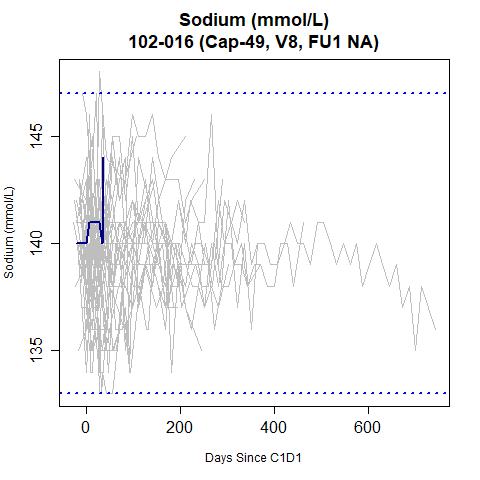 Sodium (mmol/L)
102-016 (Cap-49, V8, FU1 NA)
Sodium (mmol/L)
145
140
135
0 200 400 600
Days Since C1D1